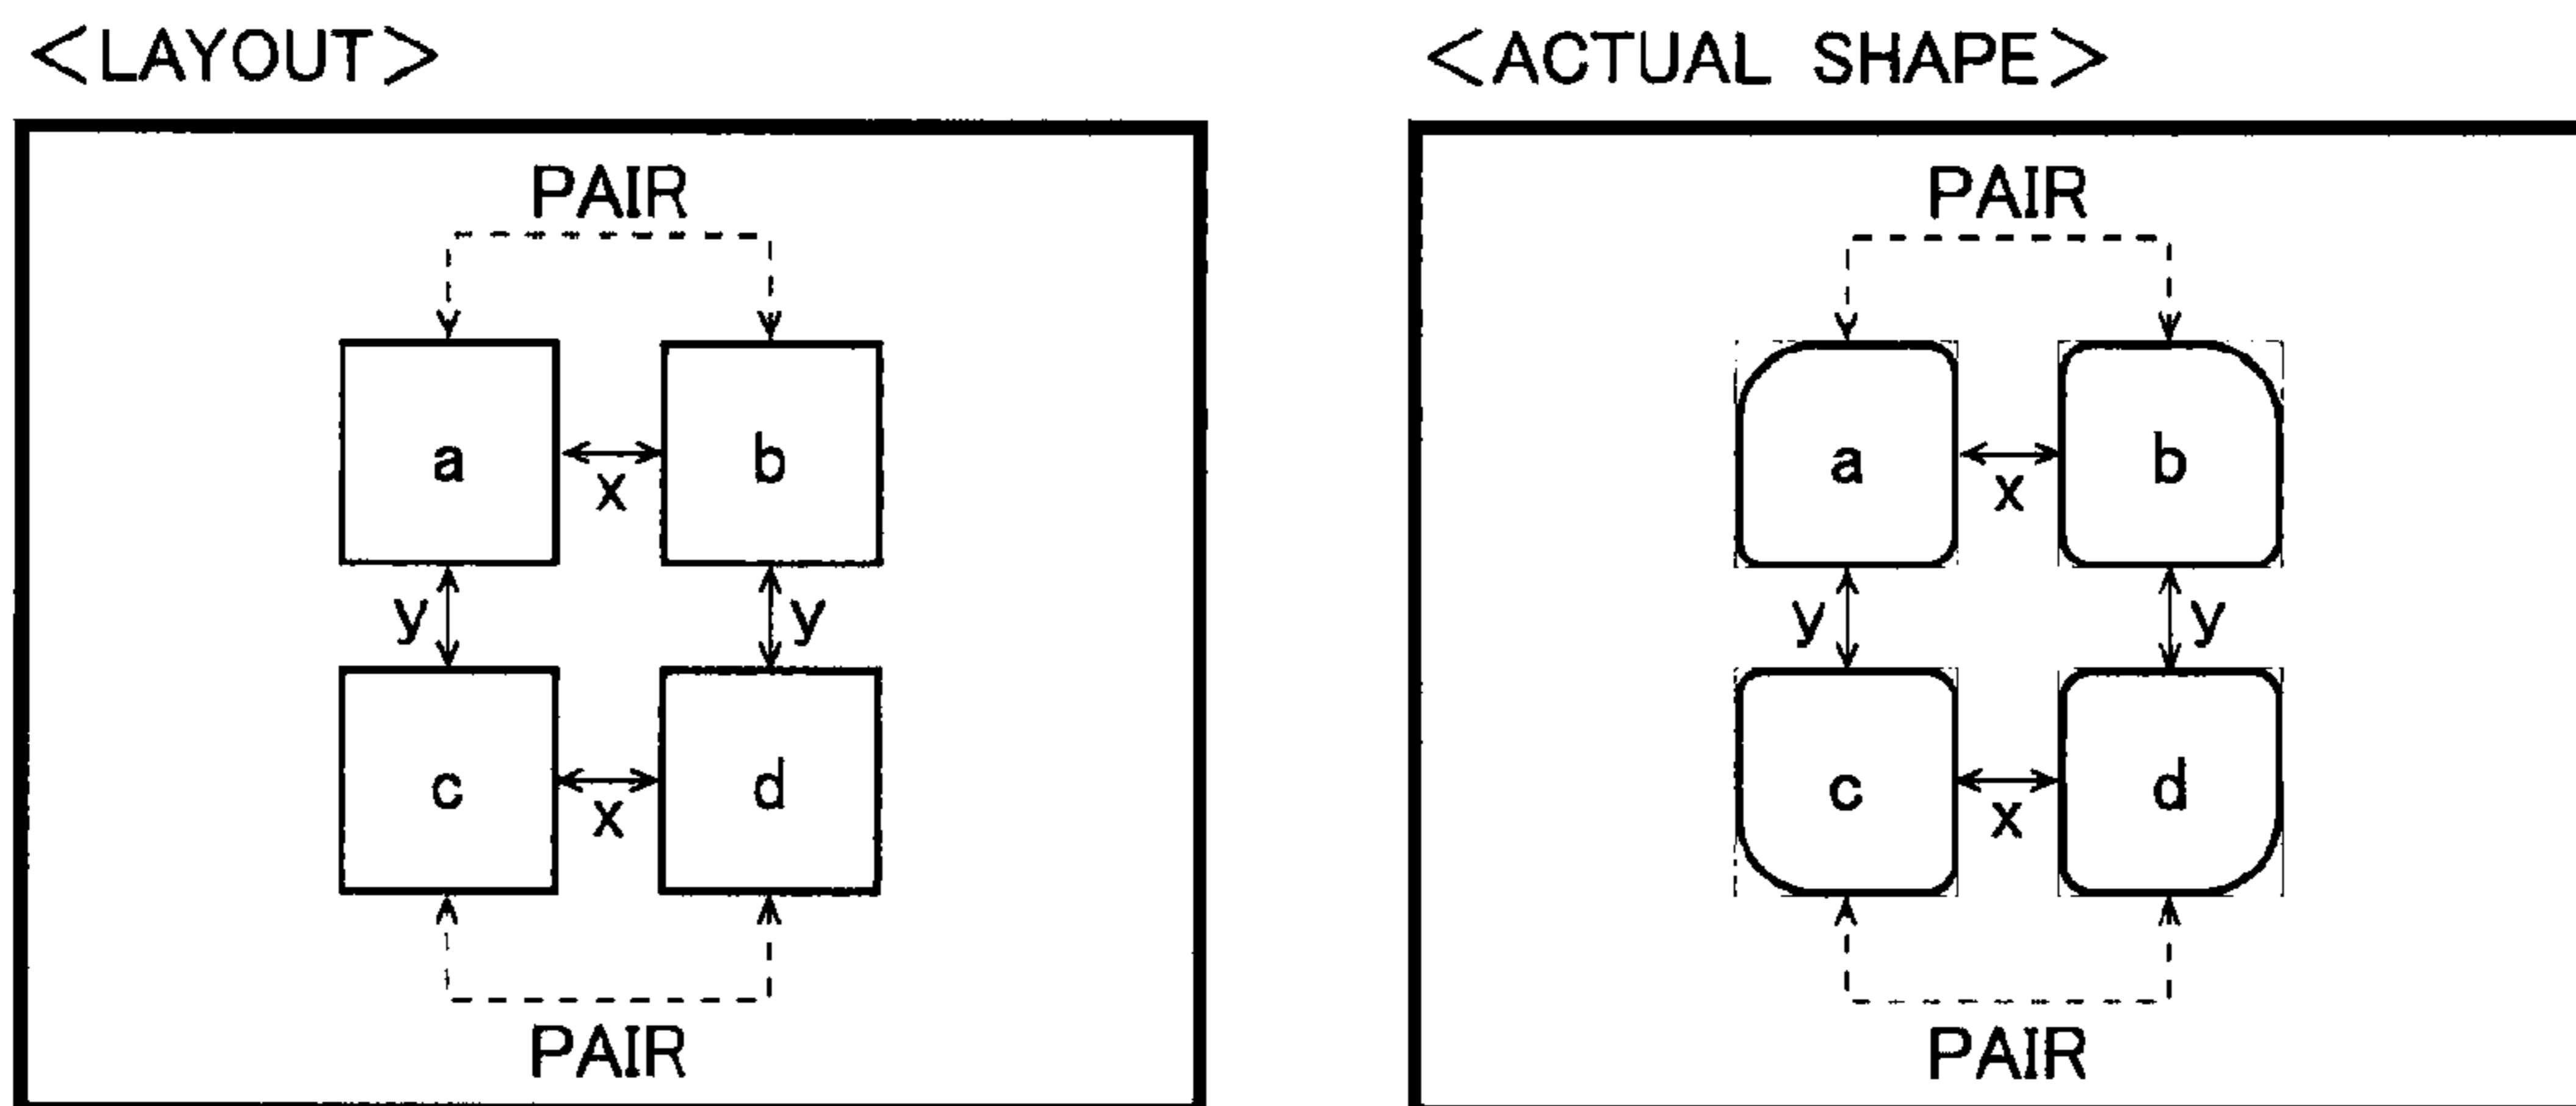 <LAYOUT>
PAIR
a x b
y y
c x d
PAIR
<ACTUAL SHAPE>
PAIR
a x b
y y
c x d
PAIR